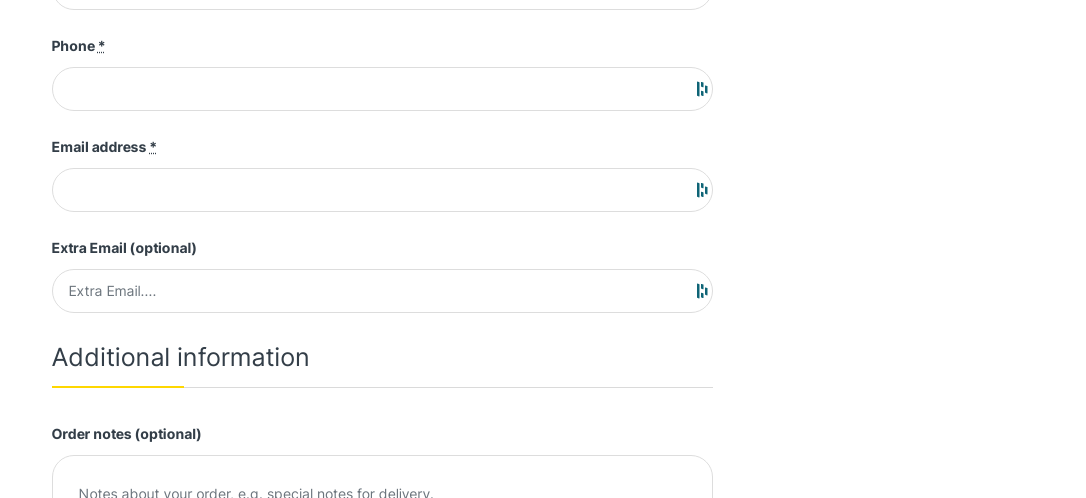 Phone *
Email address *
Extra Email (optional)
Extra Email....
Additional information
Order notes (optional)
Notes about your order, e.g. special notes for delivery.